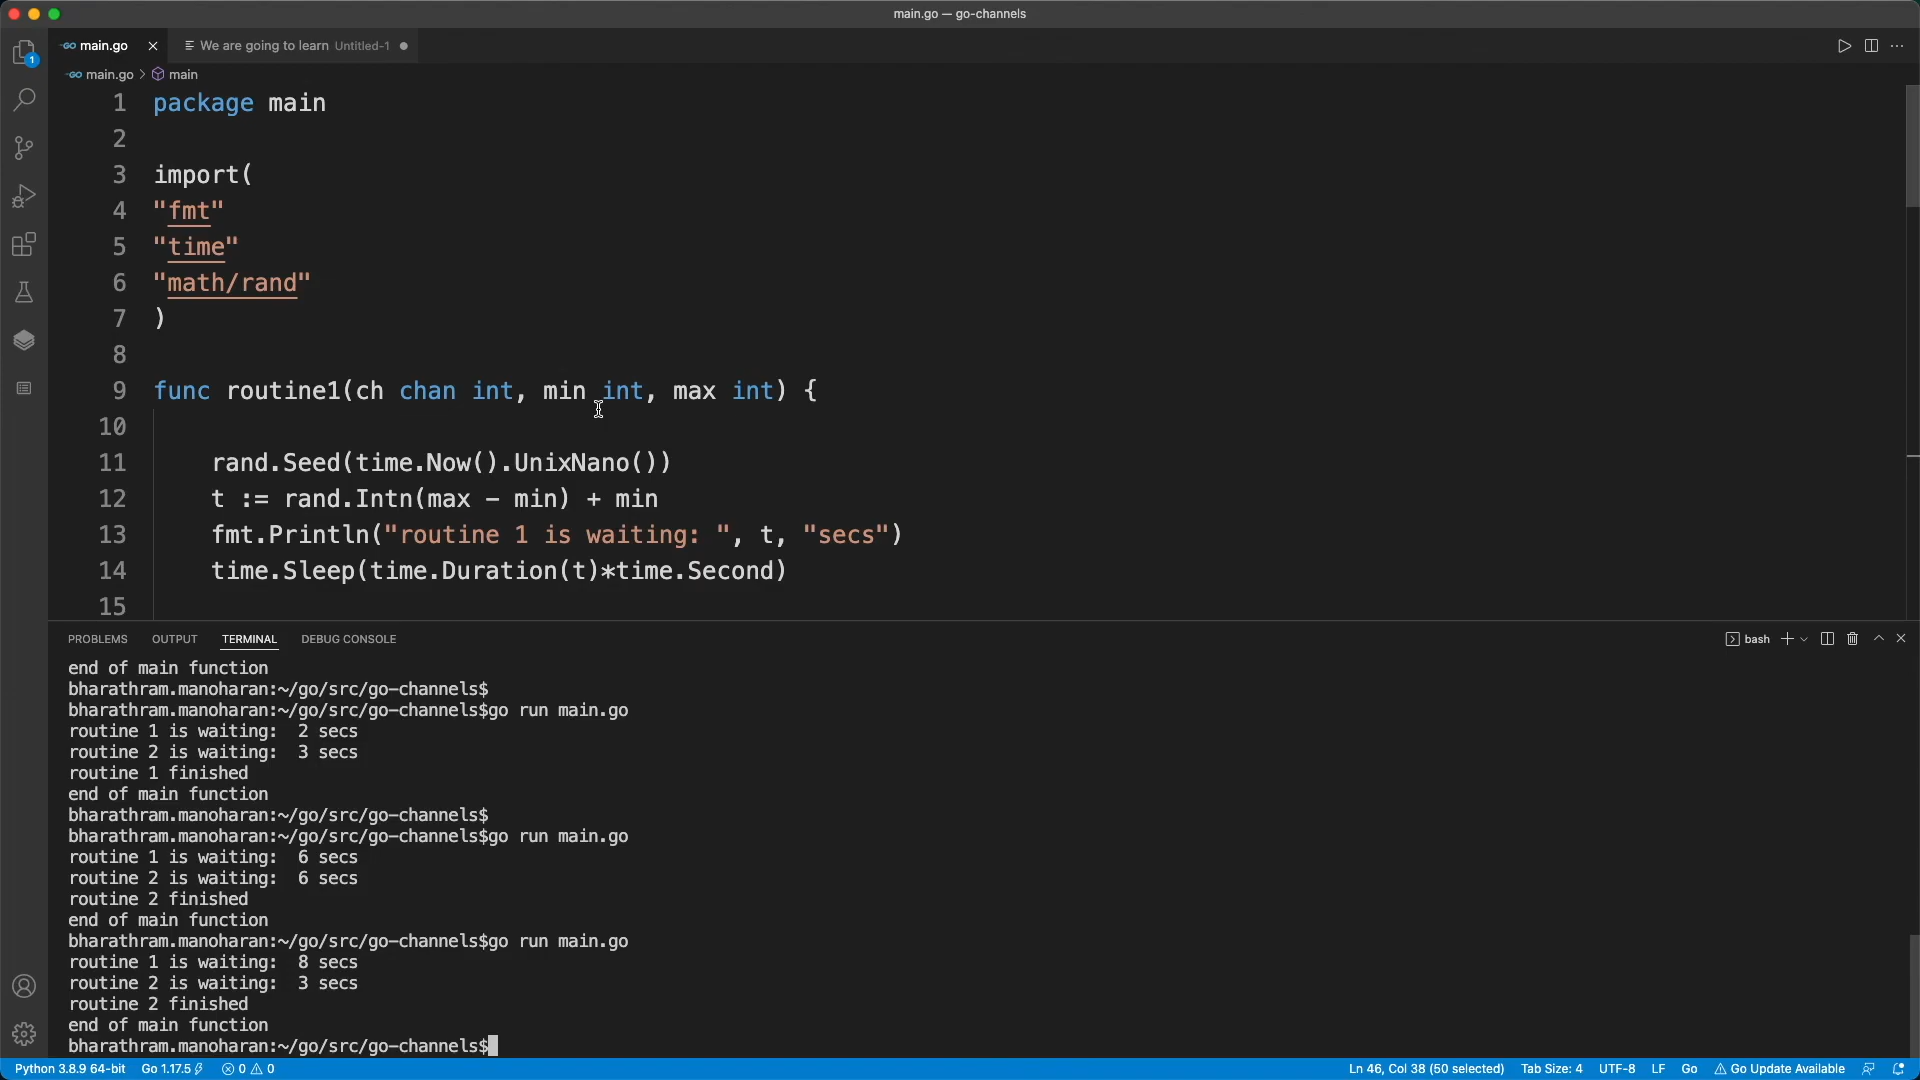 main.go — go-channels
main.go
We are going to learn Untitled-1
main.go > main
1 package main
2
3 import(
4 "fmt"
5 "time"
6 "math/rand"
7 )
8
9 func routine1(ch chan int, min int, max int) {
10
11 rand.Seed(time.Now().UnixNano())
12 t := rand.Intn(max - min) + min
13 fmt.Println("routine 1 is waiting: ", t, "secs")
14 time.Sleep(time.Duration(t)*time.Second)
15
PROBLEMS OUTPUT TERMINAL DEBUG CONSOLE bash
end of main function
bharathram.manoharan:~/go/src/go-channels$
bharathram.manoharan:~/go/src/go-channels$go run main.go
routine 1 is waiting:  2 secs
routine 2 is waiting:  3 secs
routine 1 finished
end of main function
bharathram.manoharan:~/go/src/go-channels$
bharathram.manoharan:~/go/src/go-channels$go run main.go
routine 1 is waiting:  6 secs
routine 2 is waiting:  6 secs
routine 2 finished
end of main function
bharathram.manoharan:~/go/src/go-channels$go run main.go
routine 1 is waiting:  8 secs
routine 2 is waiting:  3 secs
routine 2 finished
end of main function
bharathram.manoharan:~/go/src/go-channels$
Python 3.8.9 64-bit Go 1.17.5 0 0 Ln 46, Col 38 (50 selected) Tab Size: 4 UTF-8 LF Go Go Update Available